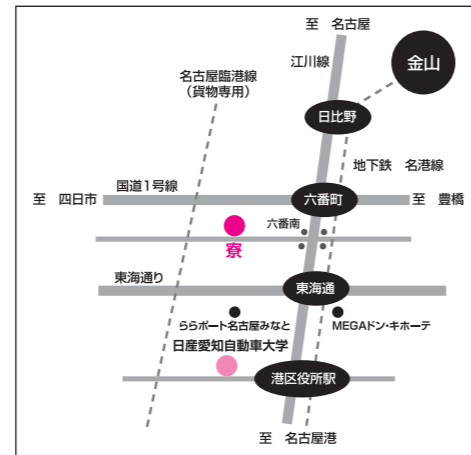 至　名古屋
江川線
金山
名古屋臨港線
（貨物専用）
日比野
地下鉄　名港線
国道1号線
至　四日市
六番町
至　豊橋
六番南
寮
東海通り
東海通
ららポート名古屋みなと
MEGAドン・キホーテ
日産愛知自動車大学
港区役所駅
至　名古屋港